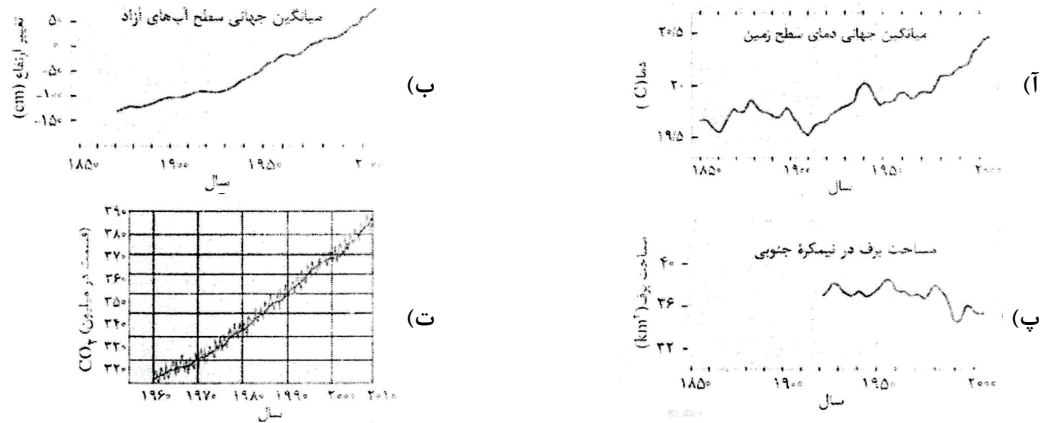 آ)
میانگین جهانی دمای سطح زمین
دما (C)
۲۰/۵
۲۰
۱۹/۵
۱۸۵۰ ۱۹۰۰ ۱۹۵۰ ۲۰۰۰
سال
ب)
میانگین جهانی سطح آب‌های آزاد
تغییر ارتفاع (cm)
۵۰
۰
-۵۰
-۱۰۰
-۱۵۰
۱۸۵۰ ۱۹۰۰ ۱۹۵۰ ۲۰۰۰
سال
پ)
مساحت برف در نیمکرهٔ جنوبی
مساحت برف (km²)
۴۰
۳۶
۳۲
۱۸۵۰ ۱۹۰۰ ۱۹۵۰ ۲۰۰۰
سال
ت)
CO₂ (قسمت در میلیون)
۳۹۰
۳۸۰
۳۷۰
۳۶۰
۳۵۰
۳۴۰
۳۲۰
۳۲۰
۱۹۶۰ ۱۹۷۰ ۱۹۸۰ ۱۹۹۰ ۲۰۰۰ ۲۰۱۰
سال